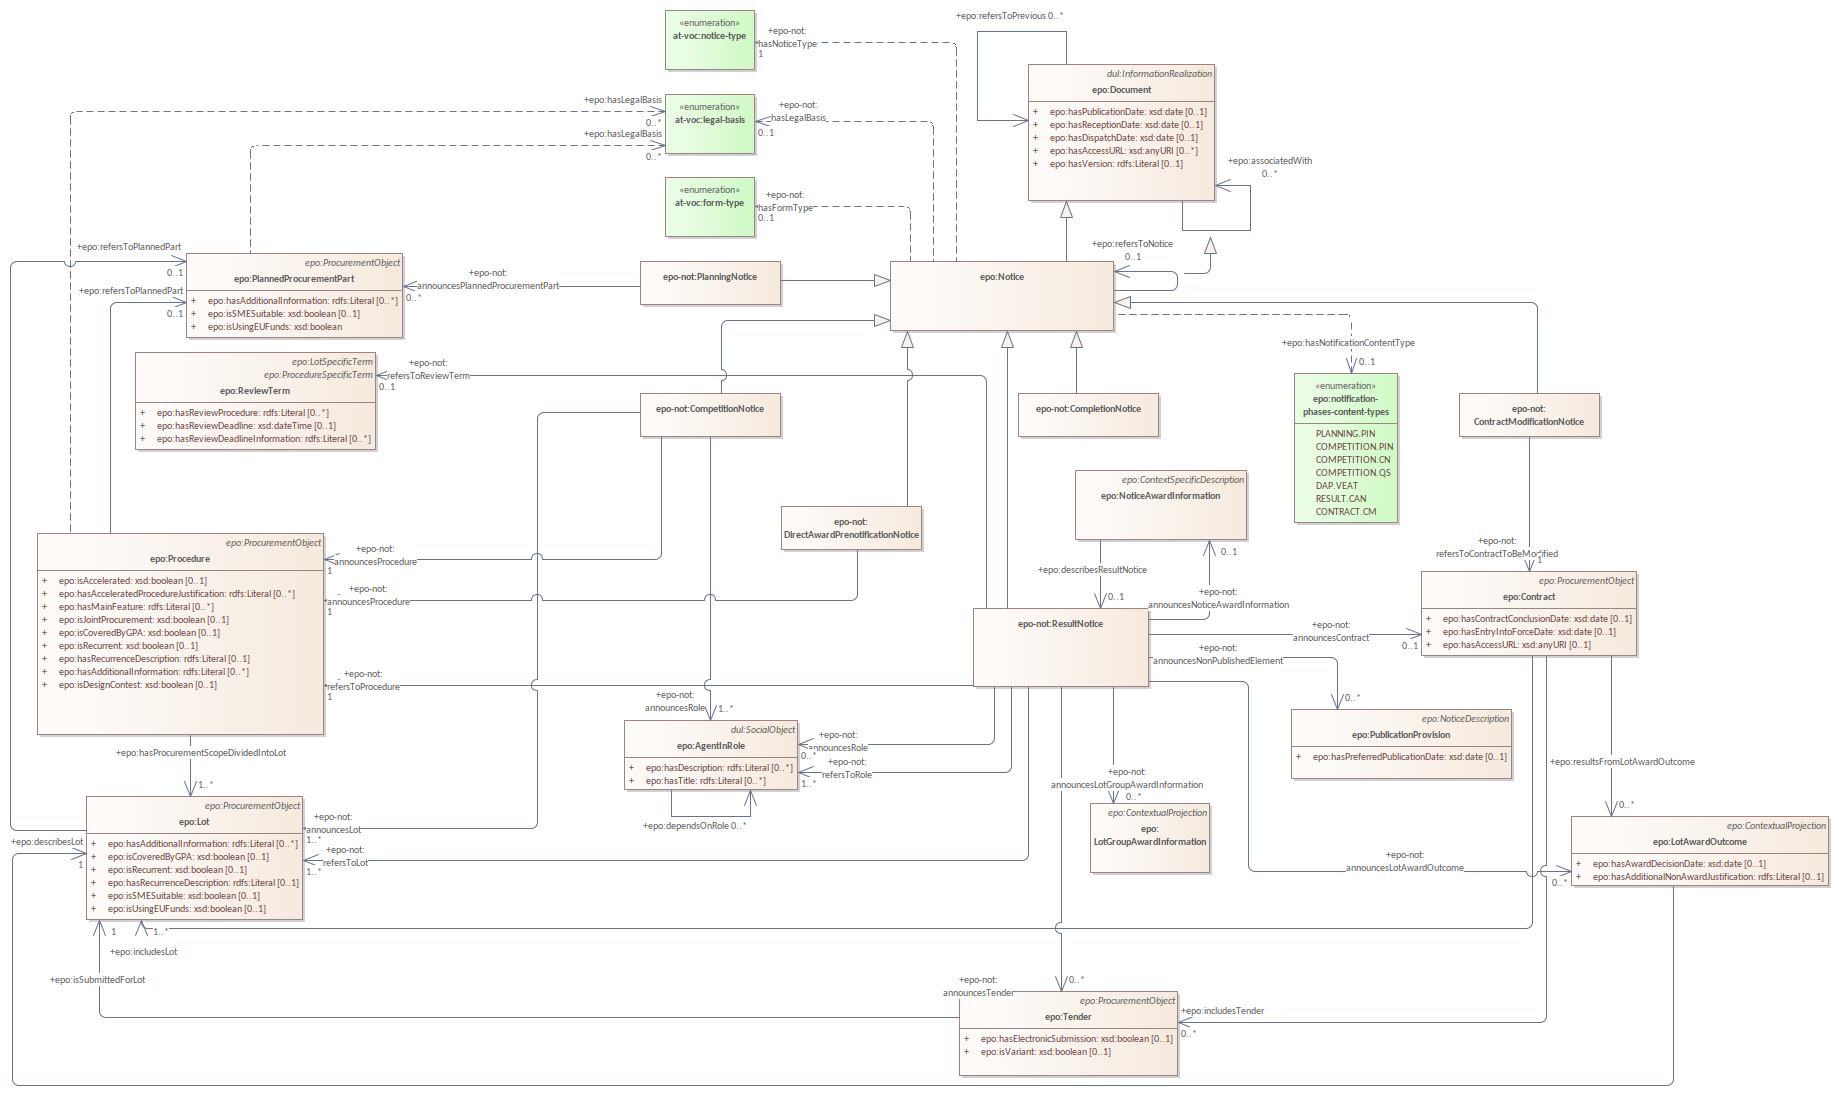 +epo:refersToPrevious 0..*
«enumeration»
at-voc:notice-type
+epo-not:
hasNoticeType
1
dul:InformationRealization
epo:Document
+ epo:hasPublicationDate: xsd:date [0..1]
+ epo:hasReceptionDate: xsd:date [0..1]
+ epo:hasDispatchDate: xsd:date [0..1]
+ epo:hasAccessURL: xsd:anyURI [0..*]
+ epo:hasVersion: rdfs:Literal [0..1]
+epo:hasLegalBasis
0..*
+epo:hasLegalBasis
0..*
«enumeration»
at-voc:legal-basis
+epo-not:
hasLegalBasis
0..1
+epo:associatedWith
0..*
«enumeration»
at-voc:form-type
+epo-not:
hasFormType
0..1
+epo:refersToNotice
0..1
+epo:refersToPlannedPart
0..1
+epo:refersToPlannedPart
0..1
epo:ProcurementObject
epo:PlannedProcurementPart
+ epo:hasAdditionalInformation: rdfs:Literal [0..*]
+ epo:isSMESuitable: xsd:boolean [0..1]
+ epo:isUsingEUFunds: xsd:boolean
+epo-not:
announcesPlannedProcurementPart
0..*
epo-not:PlanningNotice
epo:Notice
+epo:hasNotificationContentType
0..1
epo:LotSpecificTerm
epo:ProcedureSpecificTerm
epo:ReviewTerm
+ epo:hasReviewProcedure: rdfs:Literal [0..*]
+ epo:hasReviewDeadline: xsd:dateTime [0..1]
+ epo:hasReviewDeadlineInformation: rdfs:Literal [0..*]
+epo-not:
refersToReviewTerm
0..1
epo-not:CompetitionNotice
epo-not:CompletionNotice
«enumeration»
epo:notification-
phases-content-types
PLANNING.PIN
COMPETITION.PIN
COMPETITION.CN
COMPETITION.QS
DAP.VEAT
RESULT.CAN
CONTRACT.CM
epo-not:
ContractModificationNotice
epo:ContextSpecificDescription
epo:NoticeAwardInformation
epo-not:
DirectAwardPrenotificationNotice
epo:ProcurementObject
epo:Procedure
+ epo:isAccelerated: xsd:boolean [0..1]
+ epo:hasAcceleratedProcedureJustification: rdfs:Literal [0..*]
+ epo:hasMainFeature: rdfs:Literal [0..*]
+ epo:isJointProcurement: xsd:boolean [0..1]
+ epo:isCoveredByGPA: xsd:boolean [0..1]
+ epo:isRecurrent: xsd:boolean [0..1]
+ epo:hasRecurrenceDescription: rdfs:Literal [0..1]
+ epo:hasAdditionalInformation: rdfs:Literal [0..*]
+ epo:isDesignContest: xsd:boolean [0..1]
+epo-not:
announcesProcedure
1
+epo-not:
announcesProcedure
1
+epo-not:
refersToProcedure
1
+epo:describesResultNotice
0..1
0..1
+epo-not:
announcesNoticeAwardInformation
+epo-not:
refersToContractToBeModified
1
epo:ProcurementObject
epo:Contract
+ epo:hasContractConclusionDate: xsd:date [0..1]
+ epo:hasEntryIntoForceDate: xsd:date [0..1]
+ epo:hasAccessURL: xsd:anyURI [0..1]
epo-not:ResultNotice
+epo-not:
announcesContract
0..1
+epo-not:
announcesNonPublishedElement
0..*
+epo-not:
announcesRole
1..*
dul:SocialObject
epo:AgentInRole
+ epo:hasDescription: rdfs:Literal [0..*]
+ epo:hasTitle: rdfs:Literal [0..*]
+epo-not:
announcesRole
0..*
+epo-not:
refersToRole
1..*
+epo:dependsOnRole 0..*
epo:NoticeDescription
epo:PublicationProvision
+ epo:hasPreferredPublicationDate: xsd:date [0..1]
+epo:hasProcurementScopeDividedIntoLot
1..*
+epo-not:
announcesLotGroupAwardInformation
0..*
epo:ContextualProjection
epo:
LotGroupAwardInformation
+epo:resultsFromLotAwardOutcome
0..*
epo:ProcurementObject
epo:Lot
+ epo:hasAdditionalInformation: rdfs:Literal [0..*]
+ epo:isCoveredByGPA: xsd:boolean [0..1]
+ epo:isRecurrent: xsd:boolean [0..1]
+ epo:hasRecurrenceDescription: rdfs:Literal [0..1]
+ epo:isSMESuitable: xsd:boolean [0..1]
+ epo:isUsingEUFunds: xsd:boolean [0..1]
+epo:describesLot
1
+epo-not:
announcesLot
1..*
+epo-not:
refersToLot
1..*
epo:ContextualProjection
epo:LotAwardOutcome
+ epo:hasAwardDecisionDate: xsd:date [0..1]
+ epo:hasAdditionalNonAwardJustification: rdfs:Literal [0..1]
+epo-not:
announcesLotAwardOutcome
0..*
1
1..*
+epo:includesLot
+epo:isSubmittedForLot
+epo-not:
announcesTender
0..*
epo:ProcurementObject
epo:Tender
+ epo:hasElectronicSubmission: xsd:boolean [0..1]
+ epo:isVariant: xsd:boolean [0..1]
+epo:includesTender
0..*